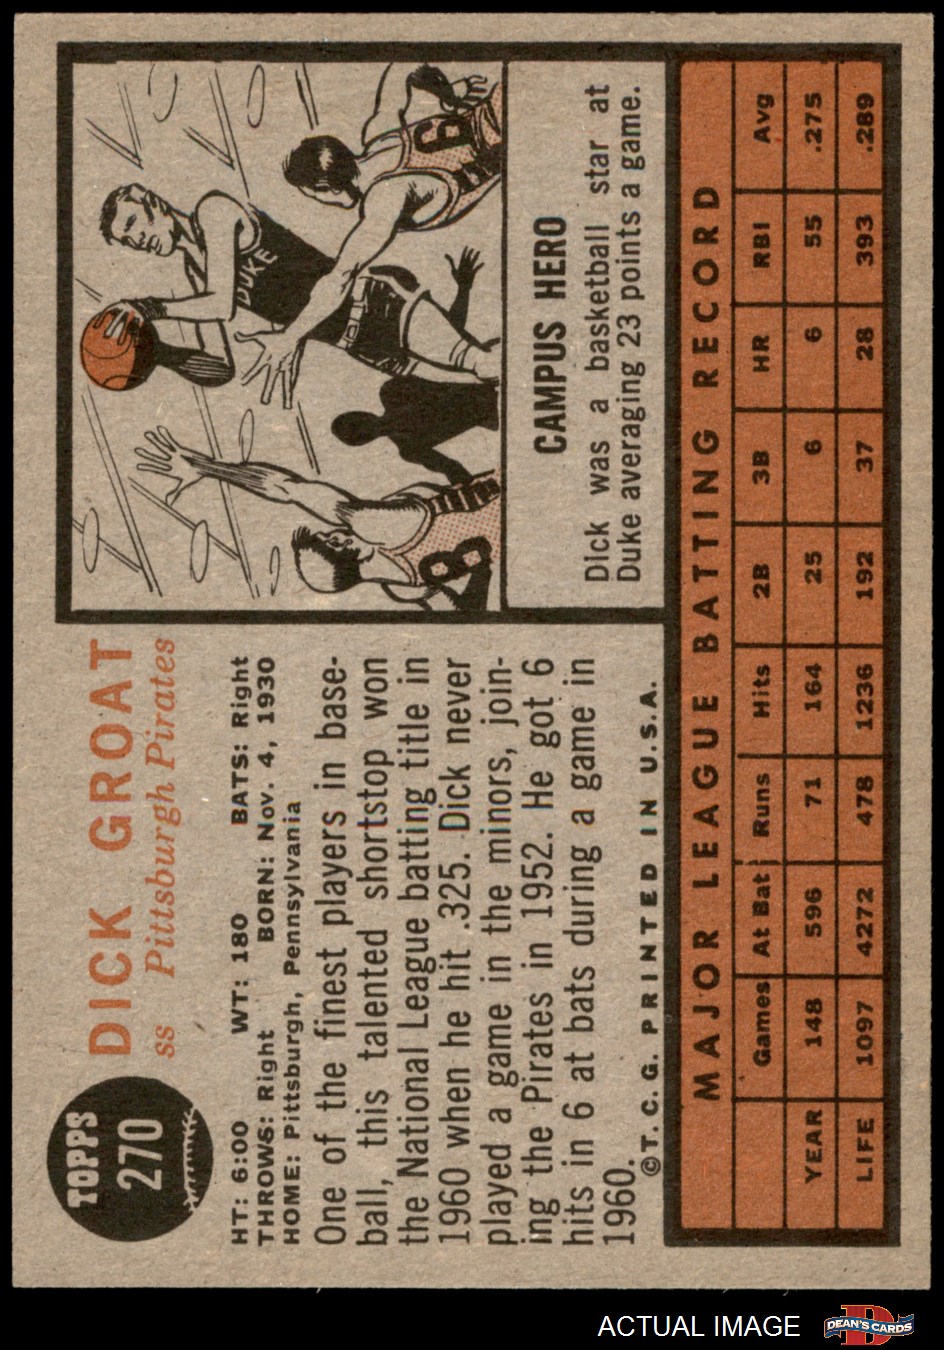 TOPPS
270
DICK GROAT
ss Pittsburgh Pirates
HT: 6:00 WT: 180 BATS: Right
THROWS: Right BORN: Nov. 4, 1930
HOME: Pittsburgh, Pennsylvania
One of the finest players in base-
ball, this talented shortstop won
the National League batting title in
1960 when he hit .325. Dick never
played a game in the minors, join-
ing the Pirates in 1952. He got 6
hits in 6 at bats during a game in
1960.
©T. C. G. PRINTED IN U.S.A.
DUKE
6
8
CAMPUS HERO
Dick was a basketball star at
Duke averaging 23 points a game.
MAJOR LEAGUE BATTING RECORD
Games At Bat Runs Hits 2B 3B HR RBI Avg
YEAR 148 596 71 164 25 6 6 55 .275
LIFE 1097 4272 478 1236 192 37 28 393 .289
ACTUAL IMAGE
D
DEAN'S CARDS